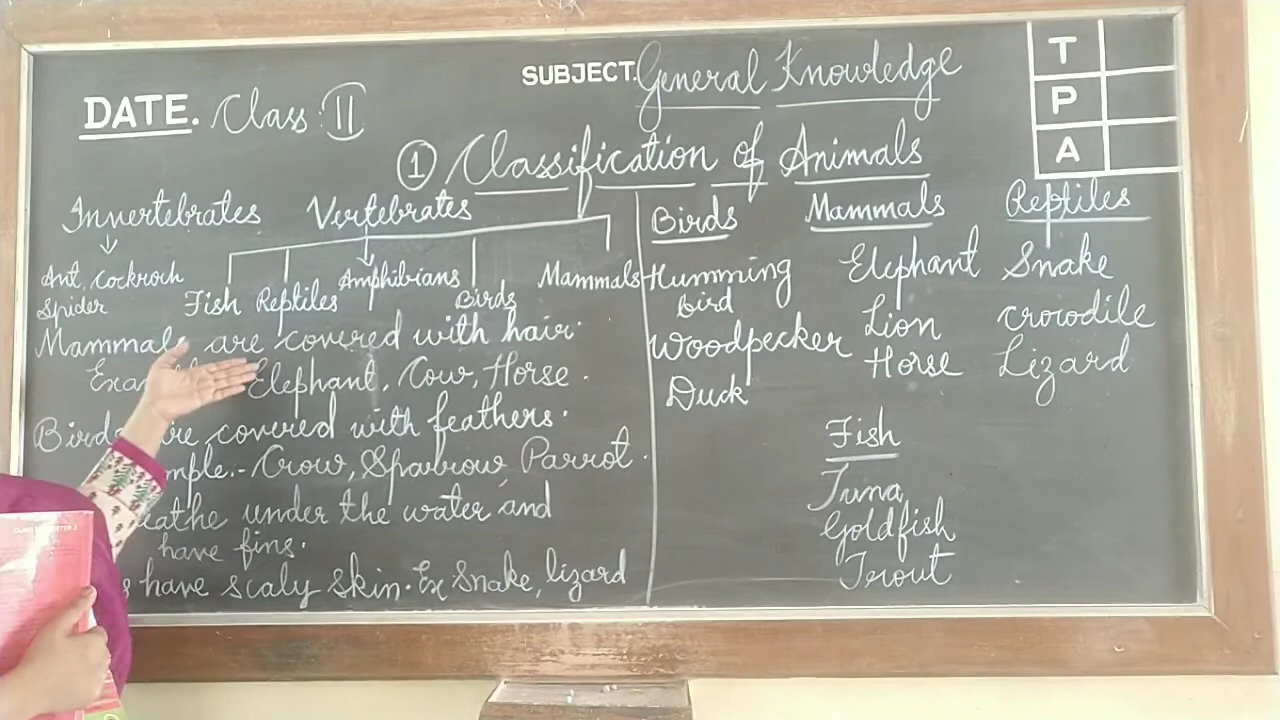 DATE. Class: II
SUBJECT. General Knowledge
T
P
A
① Classification of Animals
Invertebrates
Ant, Cockroch
Spider
Vertebrates
Fish Reptiles Amphibians Birds Mammals
Mammals are covered with hair.
Elephant, Cow, Horse.
Birds are covered with feathers.
Crow, Sparrow, Parrot.
under the water and
have fins.
have scaly skin. Ex Snake, lizard
Birds
Humming
bird
Woodpecker
Duck
Mammals
Elephant
Lion
Horse
Reptiles
Snake
crocodile
Lizard
Fish
Tuna
Goldfish
Trout